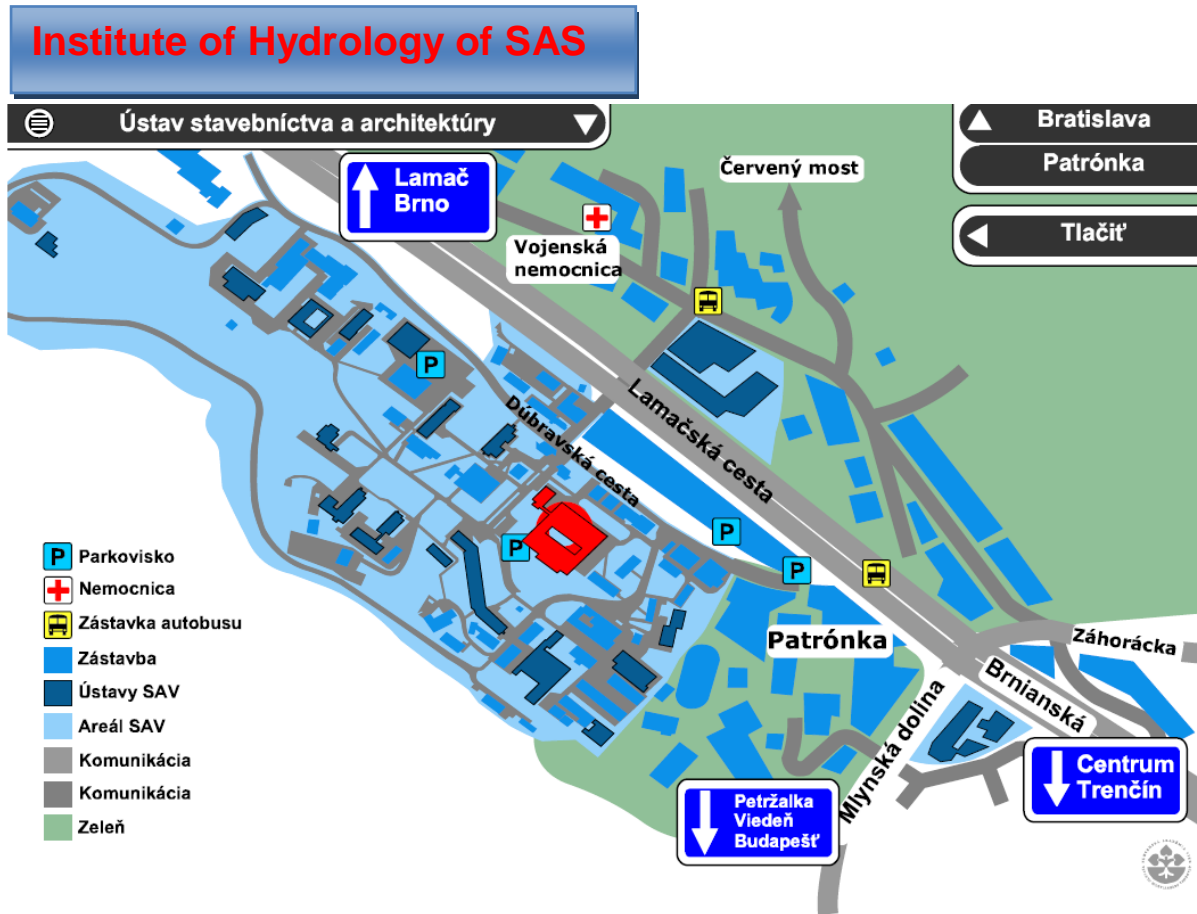 Institute of Hydrology of SAS
Ústav stavebníctva a architektúry
Bratislava
Patrónka
Tlačiť
Lamač
Brno
Červený most
Vojenská
nemocnica
P
Lamačská cesta
Dúbravská cesta
P
P
P
Patrónka
Záhorácka
Brnianská
Mlynská dolina
P Parkovisko
Nemocnica
Zástavka autobusu
Zástavba
Ústavy SAV
Areál SAV
Komunikácia
Komunikácia
Zeleň
Petržalka
Viedeň
Budapešť
Centrum
Trenčín